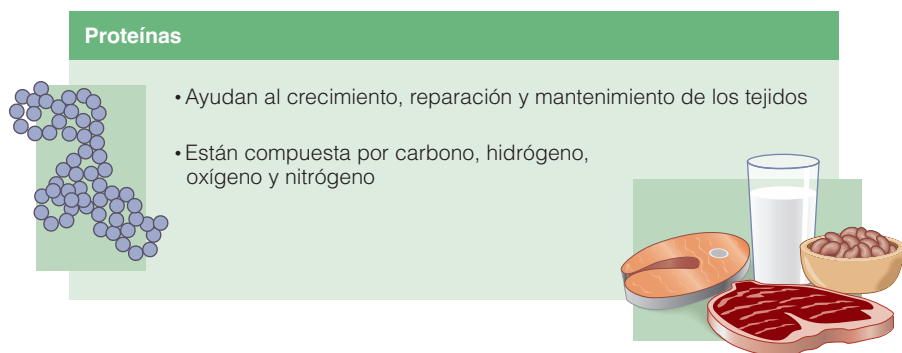 Proteínas
• Ayudan al crecimiento, reparación y mantenimiento de los tejidos
• Están compuesta por carbono, hidrógeno,
oxígeno y nitrógeno